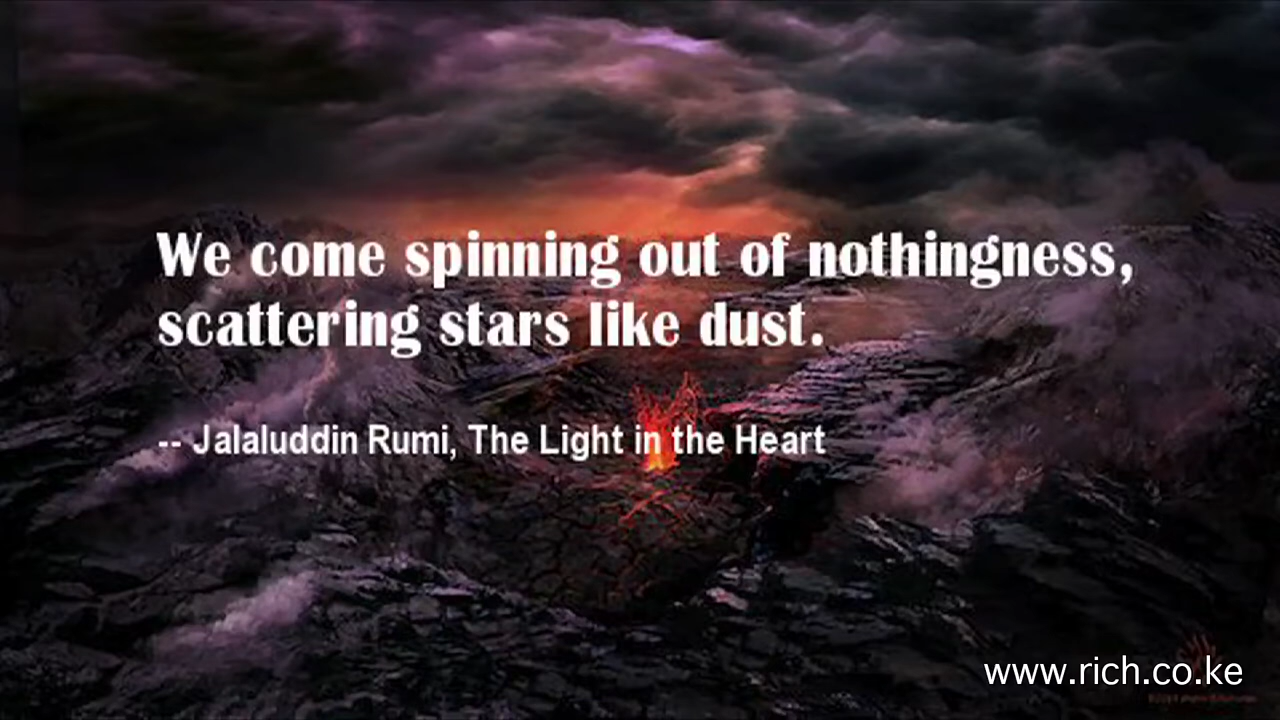 We come spinning out of nothingness,
scattering stars like dust.
-- Jalaluddin Rumi, The Light in the Heart
www.rich.co.ke